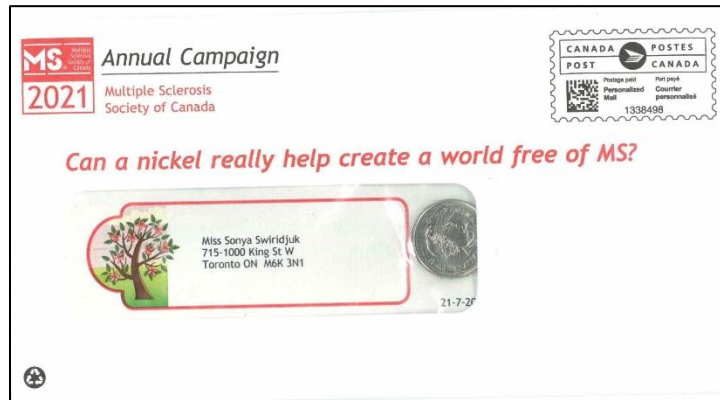 MS
Multiple
Sclerosis
Society of
Canada
2021
Annual Campaign
Multiple Sclerosis
Society of Canada
CANADA POSTES
POST CANADA
Postage paid Port payé
Personalized Courrier
Mail personnalisé
1338498
Can a nickel really help create a world free of MS?
Miss Sonya Swiridjuk
715-1000 King St W
Toronto ON M6K 3N1
21-7-20